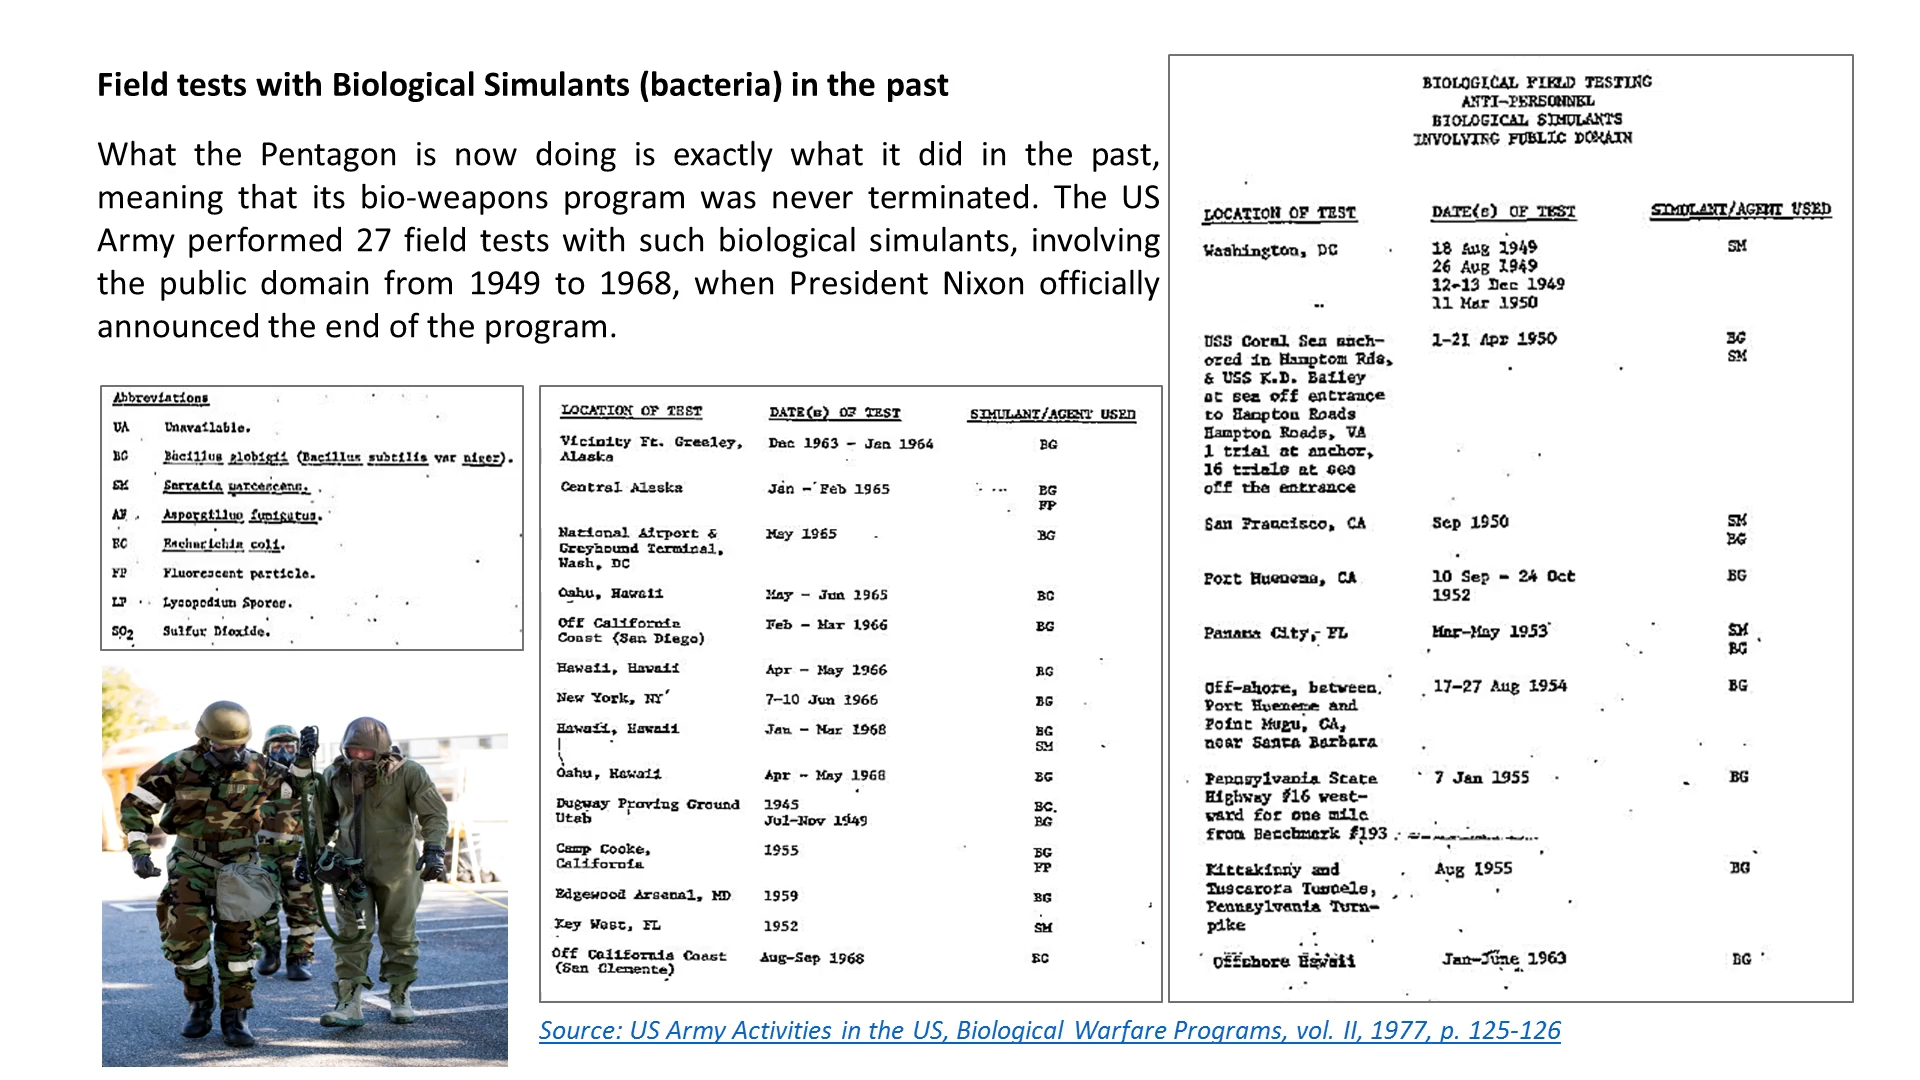 Field tests with Biological Simulants (bacteria) in the past
What the Pentagon is now doing is exactly what it did in the past,
meaning that its bio-weapons program was never terminated. The US
Army performed 27 field tests with such biological simulants, involving
the public domain from 1949 to 1968, when President Nixon officially
announced the end of the program.
Abbreviations
UA Unavailable.
BG Bacillus globigii (Bacillus subtilis var niger).
SM Serratia marcescens.
AF Aspergillus fumigatus.
EC Escherichia coli.
FP Fluorescent particle.
LP Lycopodium Spores.
SO2 Sulfur Dioxide.
LOCATION OF TEST DATE(s) OF TEST SIMULANT/AGENT USED
Vicinity Ft. Greeley, Dec 1963 - Jan 1964 BG
Alaska
Central Alaska Jan - Feb 1965 BG
FP
National Airport & May 1965 BG
Greyhound Terminal,
Wash, DC
Oahu, Hawaii May - Jun 1965 BG
Off California Feb - Mar 1966 BG
Coast (San Diego)
Hawaii, Hawaii Apr - May 1966 BG
New York, NY 7-10 Jun 1966 BG
Hawaii, Hawaii Jan - Mar 1968 BG
SM
Oahu, Hawaii Apr - May 1968 BG
Dugway Proving Ground 1945 BG
Utah Jul-Nov 1949 BG
Camp Cooke, 1955 BG
California FP
Edgewood Arsenal, MD 1959 BG
Key West, FL 1952 SM
Off California Coast Aug-Sep 1968
(San Clemente)
BIOLOGICAL FIELD TESTING
ANTI-PERSONNEL
BIOLOGICAL SIMULANTS
INVOLVING PUBLIC DOMAIN
LOCATION OF TEST DATE(s) OF TEST SIMULANT/AGENT USED
Washington, DC 18 Aug 1949 SM
26 Aug 1949
12-13 Dec 1949
11 Mar 1950
USS Coral Sea anch- 1-21 Apr 1950 BG
ored in Hamptom Rds, SM
& USS K.D. Bailey
at sea off entrance
to Hampton Roads
Hampton Roads, VA
1 trial at anchor,
16 trials at sea
off the entrance
San Francisco, CA Sep 1950 SM
BG
Port Hueneme, CA 10 Sep - 24 Oct BG
1952
Panama City, FL Mar-May 1953 SM
BG
Off-shore, between 17-27 Aug 1954 BG
Port Hueneme and
Point Mugu, CA,
near Santa Barbara
Pennsylvania State 7 Jan 1955 BG
Highway #16 west-
ward for one mile
from Benchmark #193
Kittakinny and Aug 1955 BG
Tuscarora Tunnels,
Pennsylvania Turn-
pike
Offshore Hawaii Jan-June 1963 BG
Source: US Army Activities in the US, Biological Warfare Programs, vol. II, 1977, p. 125-126